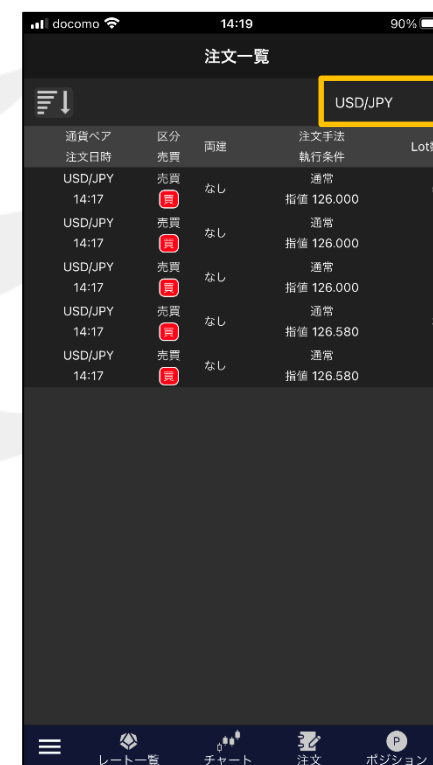 docomo 14:19 90%
注文一覧
USD/JPY
通貨ペア 区分 両建 注文手法 Lot
注文日時 売買 執行条件
USD/JPY 売買 なし 通常
14:17 買 指値 126.000
USD/JPY 売買 なし 通常
14:17 買 指値 126.000
USD/JPY 売買 なし 通常
14:17 買 指値 126.000
USD/JPY 売買 なし 通常
14:17 買 指値 126.580
USD/JPY 売買 なし 通常
14:17 買 指値 126.580
レート一覧 チャート 注文 P ポジション